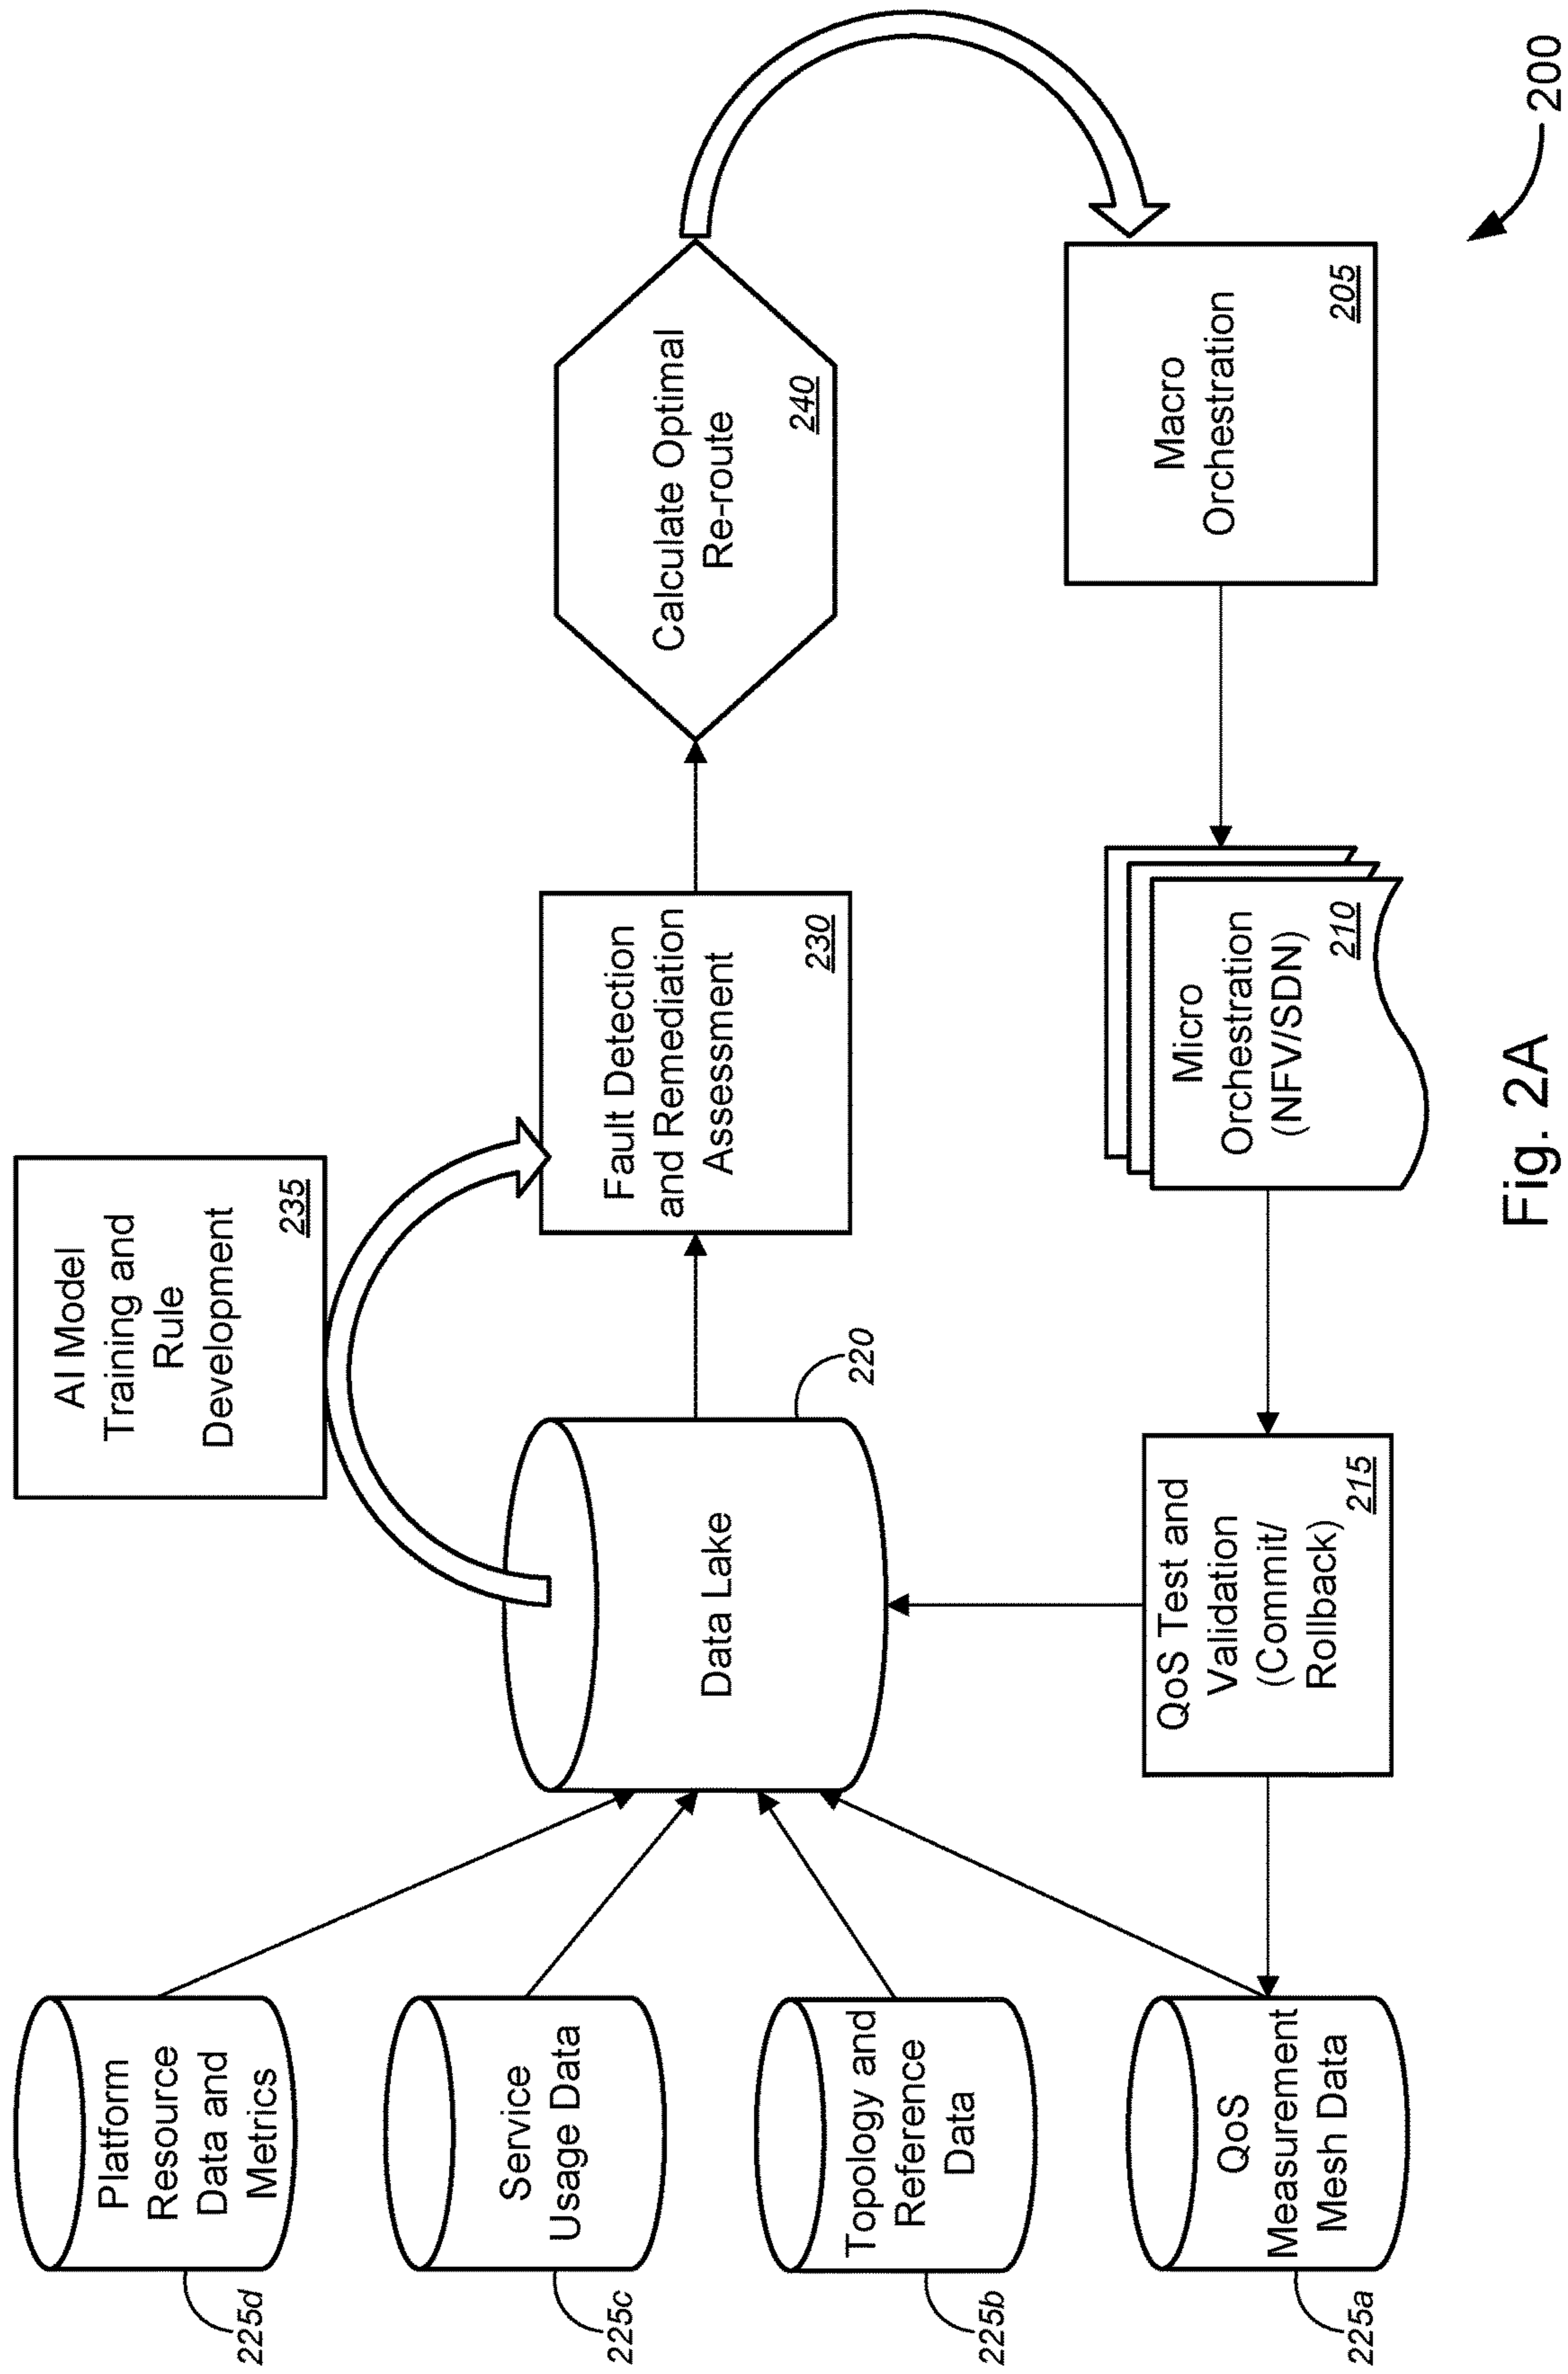 Platform
Resource
Data and
Metrics
225d
Service
Usage Data
225c
Topology and
Reference
Data
225b
QoS
Measurement
Mesh Data
225a
AI Model
Training and
Rule
Development
235
Data Lake
220
Fault Detection
and Remediation
Assessment
230
Calculate Optimal
Re-route
240
QoS Test and
Validation
(Commit/
Rollback)
215
Micro
Orchestration
(NFV/SDN)
210
Macro
Orchestration
205
200
Fig. 2A